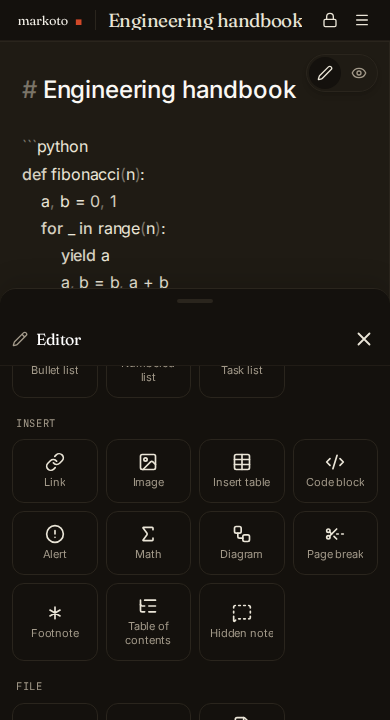 markoto
Engineering handbook
# Engineering handbook
```python
def fibonacci(n):
a, b = 0, 1
for _ in range(n):
yield a
a, b = b, a + b
Editor
Bullet list
Numbered list
Task list
INSERT
Link
Image
Insert table
Code block
Alert
Math
Diagram
Page break
Footnote
Table of
contents
Hidden note
FILE